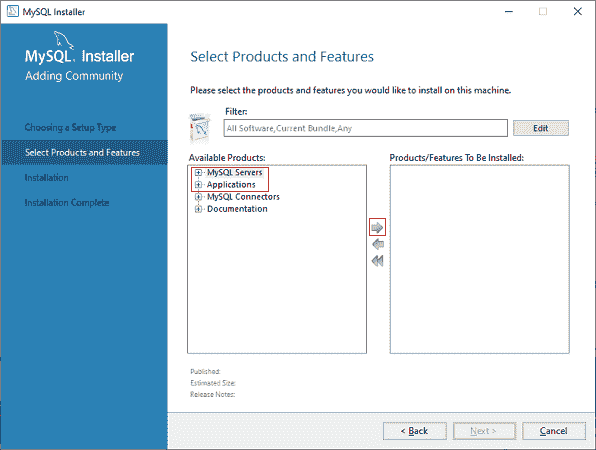 MySQL Installer
MySQL. Installer
Adding Community
Choosing a Setup Type
Select Products and Features
Installation
Installation Complete
Select Products and Features
Please select the products and features you would like to install on this machine.
Filter:
All Software,Current Bundle,Any
Edit
Available Products:
MySQL Servers
Applications
MySQL Connectors
Documentation
Products/Features To Be Installed:
Published:
Estimated Size:
Release Notes:
< Back
Next >
Cancel